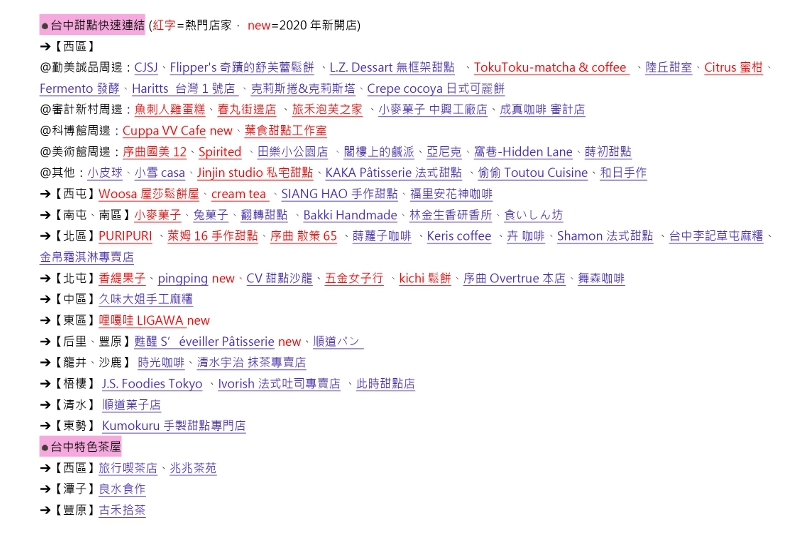 ●台中甜點快速連結 (紅字=熱門店家， new=2020 年新開店)
➔【西區】
@勤美誠品周邊：CJSJ、Flipper's 奇蹟的舒芙蕾鬆餅 、L.Z. Dessart 無框架甜點 、TokuToku-matcha & coffee 、陸丘甜室、Citrus 蜜柑、
Fermento 發酵、Haritts 台灣 1 號店 、克莉斯捲&克莉斯塔、Crepe cocoya 日式可麗餅
@審計新村周邊：魚刺人雞蛋糕、春丸街邊店 、旅禾泡芙之家 、小麥菓子 中興工廠店、成真咖啡 審計店
@科博館周邊：Cuppa VV Cafe new、葉食甜點工作室
@美術館周邊：序曲國美 12、Spirited 、田樂小公園店 、閣樓上的鹹派、亞尼克、窩巷-Hidden Lane、蒔初甜點
@其他：小皮球、小雪 casa、Jinjin studio 私宅甜點、KAKA Pâtisserie 法式甜點 、偷偷 Toutou Cuisine、和日手作
➔【西屯】Woosa 屋莎鬆餅屋、cream tea 、SIANG HAO 手作甜點、福里安花神咖啡
➔【南屯、南區】小麥菓子、兔菓子、翻轉甜點 、Bakki Handmade、林金生香研香所、食いしん坊
➔【北區】PURIPURI 、萊姆 16 手作甜點、序曲 散策 65 、蒔蘿子咖啡 、Keris coffee 、卉 咖啡、Shamon 法式甜點 、台中李記草屯麻糬、
金帛霜淇淋專賣店
➔【北屯】香緹果子、pingping new、CV 甜點沙龍、五金女子行 、kichi 鬆餅、序曲 Overtrue 本店、舞森咖啡
➔【中區】久味大姐手工麻糬
➔【東區】哩嘎哇 LIGAWA new
➔【后里、豐原】甦醒 S’éveiller Pâtisserie new、順道パン
➔【龍井、沙鹿】 時光咖啡、清水宇治 抹茶專賣店
➔【梧棲】 J.S. Foodies Tokyo 、Ivorish 法式吐司專賣店 、此時甜點店
➔【清水】 順道菓子店
➔【東勢】 Kumokuru 手製甜點專門店
●台中特色茶屋
➔【西區】旅行喫茶店、兆兆茶苑
➔【潭子】良水食作
➔【豐原】古禾拾茶